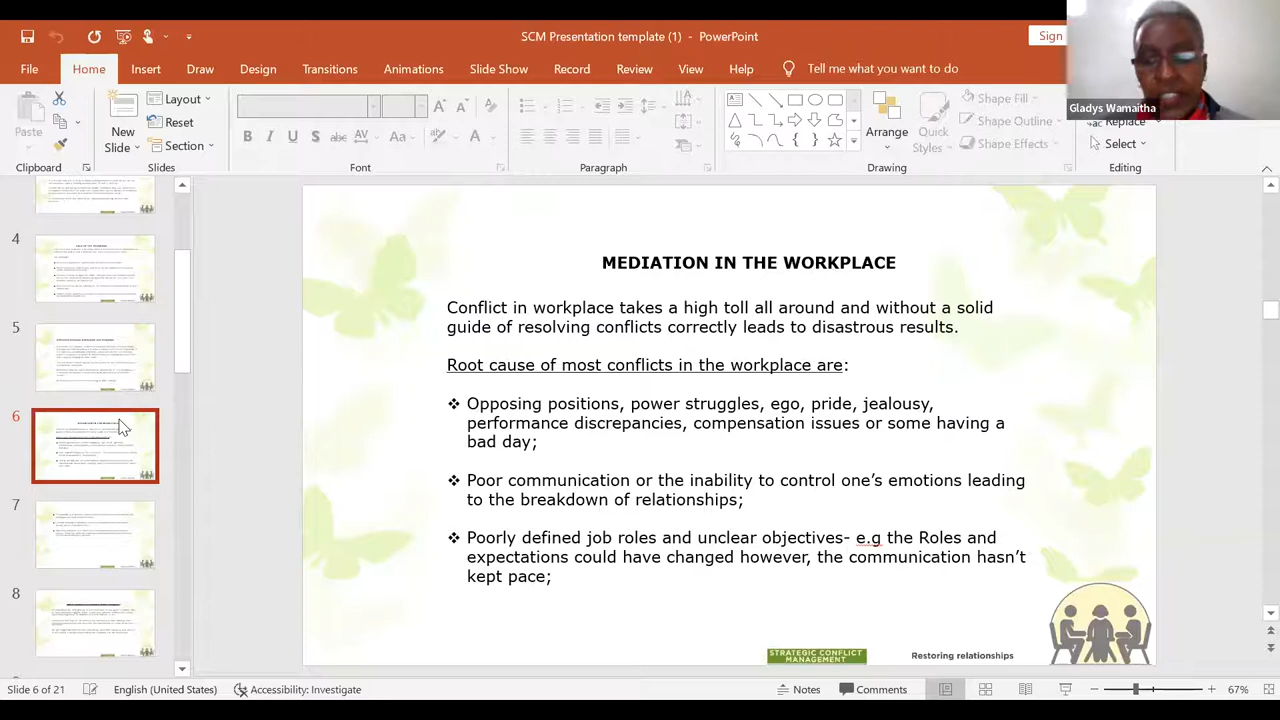 SCM Presentation template (1) - PowerPoint
Sign
File Home Insert Draw Design Transitions Animations Slide Show Record Review View Help Tell me what you want to do
Gladys Wamaitha
Paste
Clipboard
New
Slide
Layout
Reset
Section
Slides
B I U S abc AV Aa A
Font
Paragraph
Arrange
Quick
Styles
Shape Fill
Shape Outline
Shape Effects
Drawing
Replace
Select
Editing
4
5
6
7
8
MEDIATION IN THE WORKPLACE
Conflict in workplace takes a high toll all around and without a solid
guide of resolving conflicts correctly leads to disastrous results.
Root cause of most conflicts in the workplace are:
❖ Opposing positions, power struggles, ego, pride, jealousy,
performance discrepancies, compensation issues or some having a
bad day;
❖ Poor communication or the inability to control one's emotions leading
to the breakdown of relationships;
❖ Poorly defined job roles and unclear objectives- e.g the Roles and
expectations could have changed however, the communication hasn't
kept pace;
STRATEGIC CONFLICT
MANAGEMENT
Restoring relationships
Slide 6 of 21 English (United States) Accessibility: Investigate Notes Comments 67%